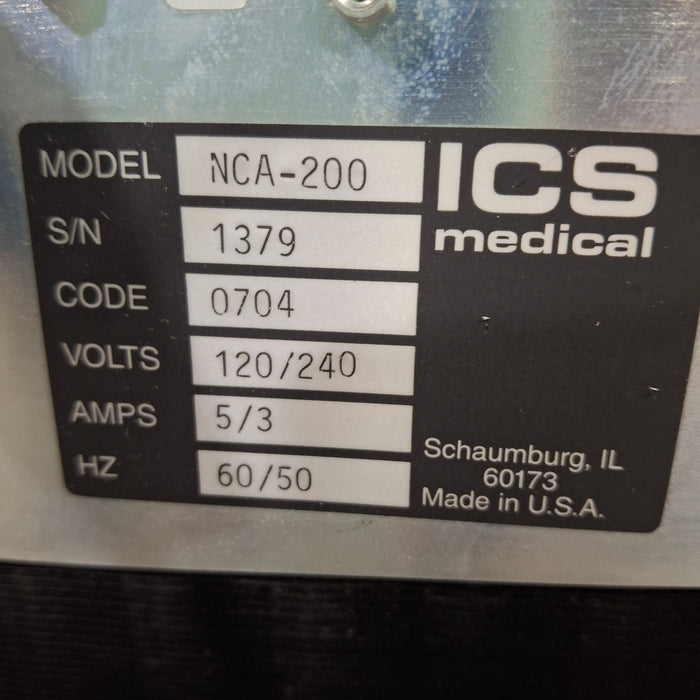 MODEL NCA-200
S/N 1379
CODE 0704
VOLTS 120/240
AMPS 5/3
HZ 60/50
ICS
medical
Schaumburg, IL
60173
Made in U.S.A.